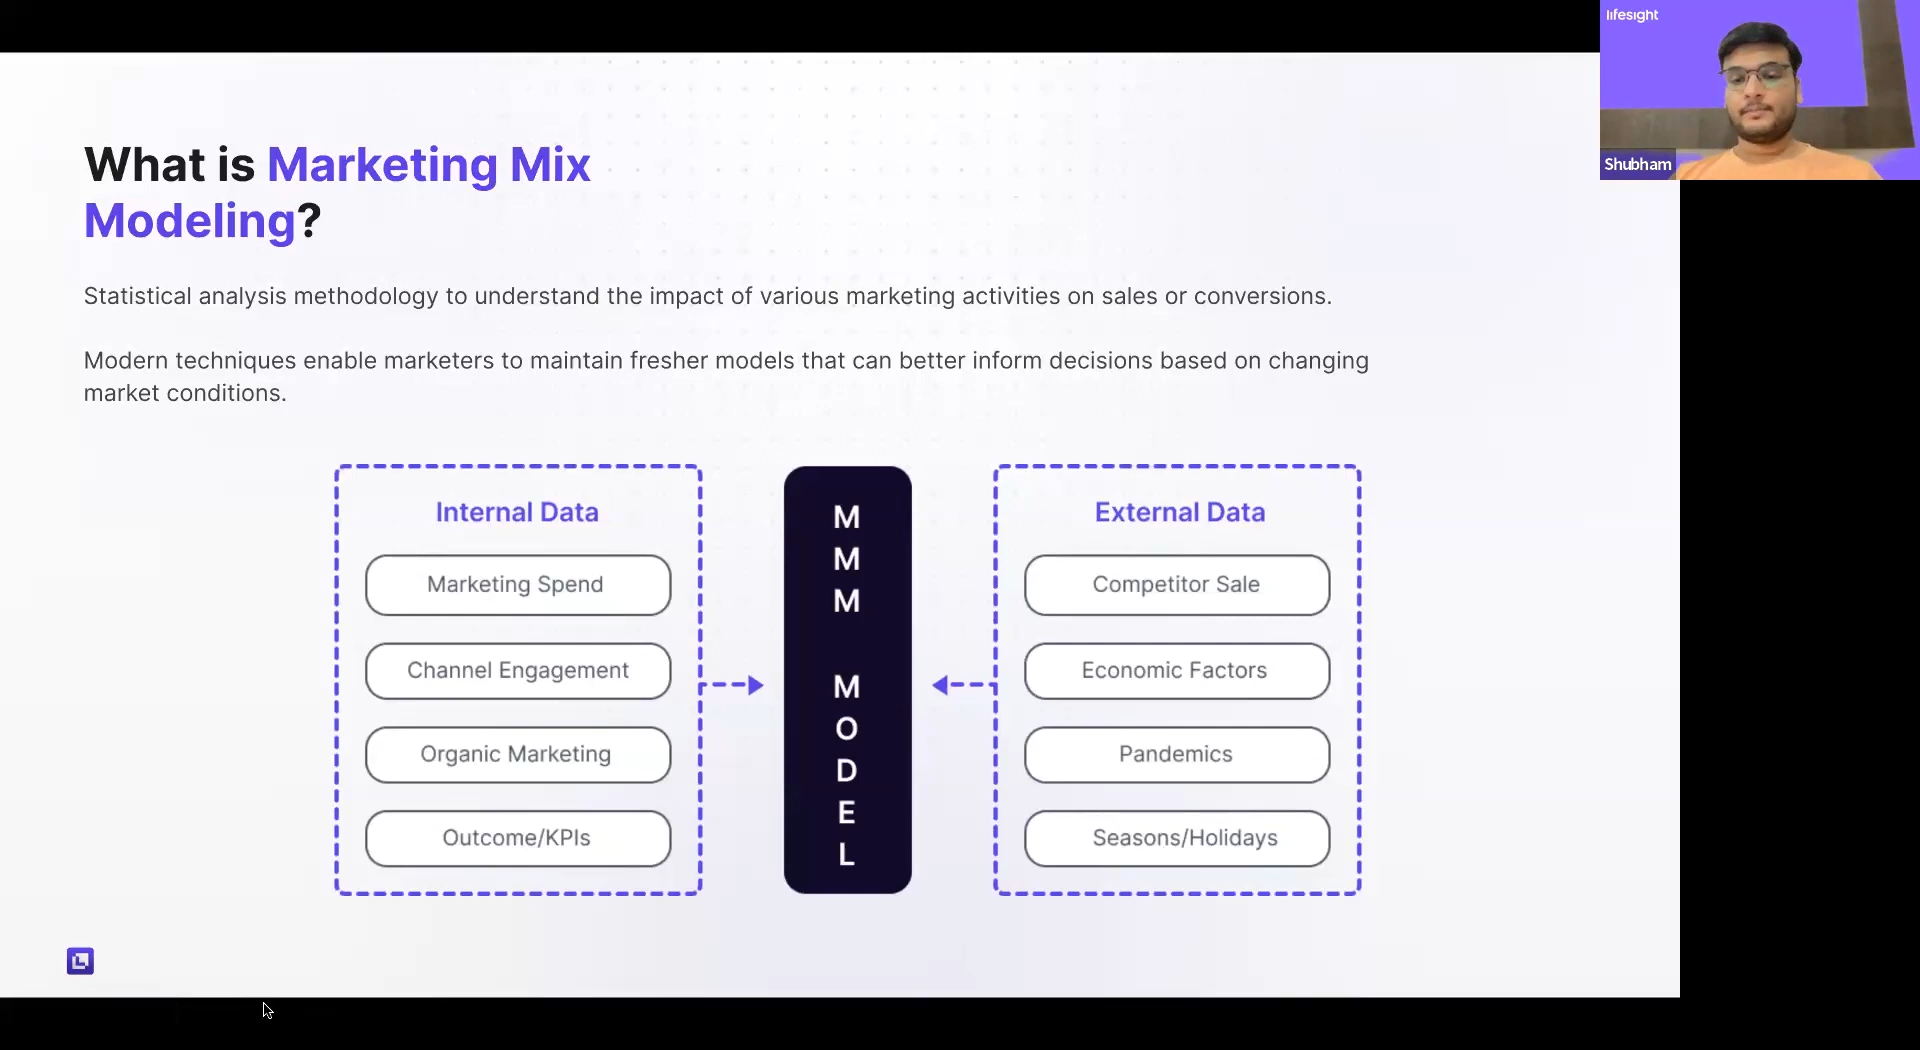 lifesight
Shubham
What is Marketing Mix
Modeling?
Statistical analysis methodology to understand the impact of various marketing activities on sales or conversions.
Modern techniques enable marketers to maintain fresher models that can better inform decisions based on changing
market conditions.
Internal Data
Marketing Spend
Channel Engagement
Organic Marketing
Outcome/KPIs
M
M
M
M
O
D
E
L
External Data
Competitor Sale
Economic Factors
Pandemics
Seasons/Holidays